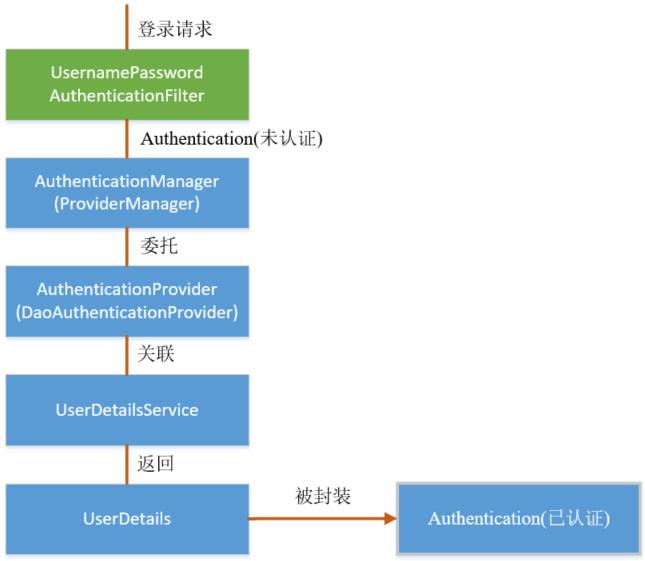 登录请求
UsernamePassword
AuthenticationFilter
Authentication(未认证)
AuthenticationManager
(ProviderManager)
委托
AuthenticationProvider
(DaoAuthenticationProvider)
关联
UserDetailsService
返回
UserDetails
被封装
Authentication(已认证)